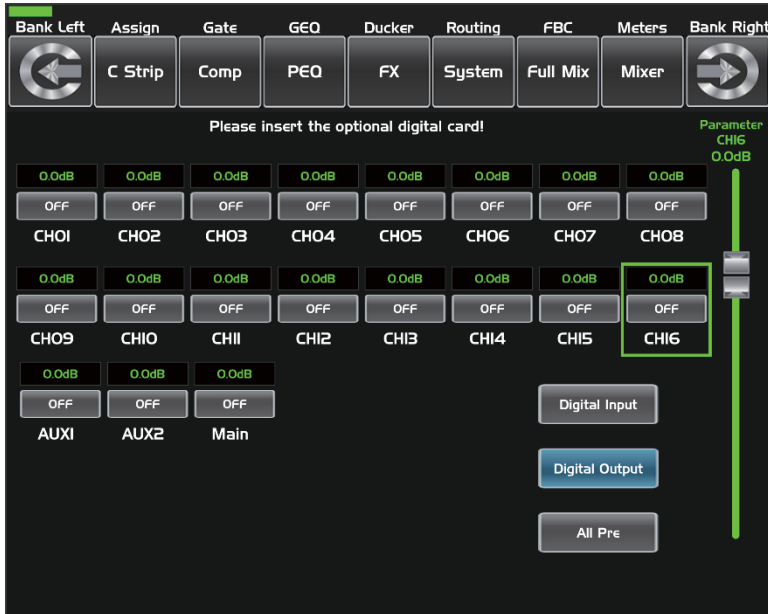 Bank Left Assign Gate GEQ Ducker Routing FBC Meters Bank Right
C Strip Comp PEQ FX System Full Mix Mixer
Please insert the optional digital card!
Parameter
CH16
0.0dB
0.0dB 0.0dB 0.0dB 0.0dB 0.0dB 0.0dB 0.0dB 0.0dB
OFF OFF OFF OFF OFF OFF OFF OFF
CH01 CH02 CH03 CH04 CH05 CH06 CH07 CH08
0.0dB 0.0dB 0.0dB 0.0dB 0.0dB 0.0dB 0.0dB 0.0dB
OFF OFF OFF OFF OFF OFF OFF OFF
CH09 CH10 CH11 CH12 CH13 CH14 CH15 CH16
0.0dB 0.0dB 0.0dB
OFF OFF OFF
AUX1 AUX2 Main
Digital Input
Digital Output
All Pre